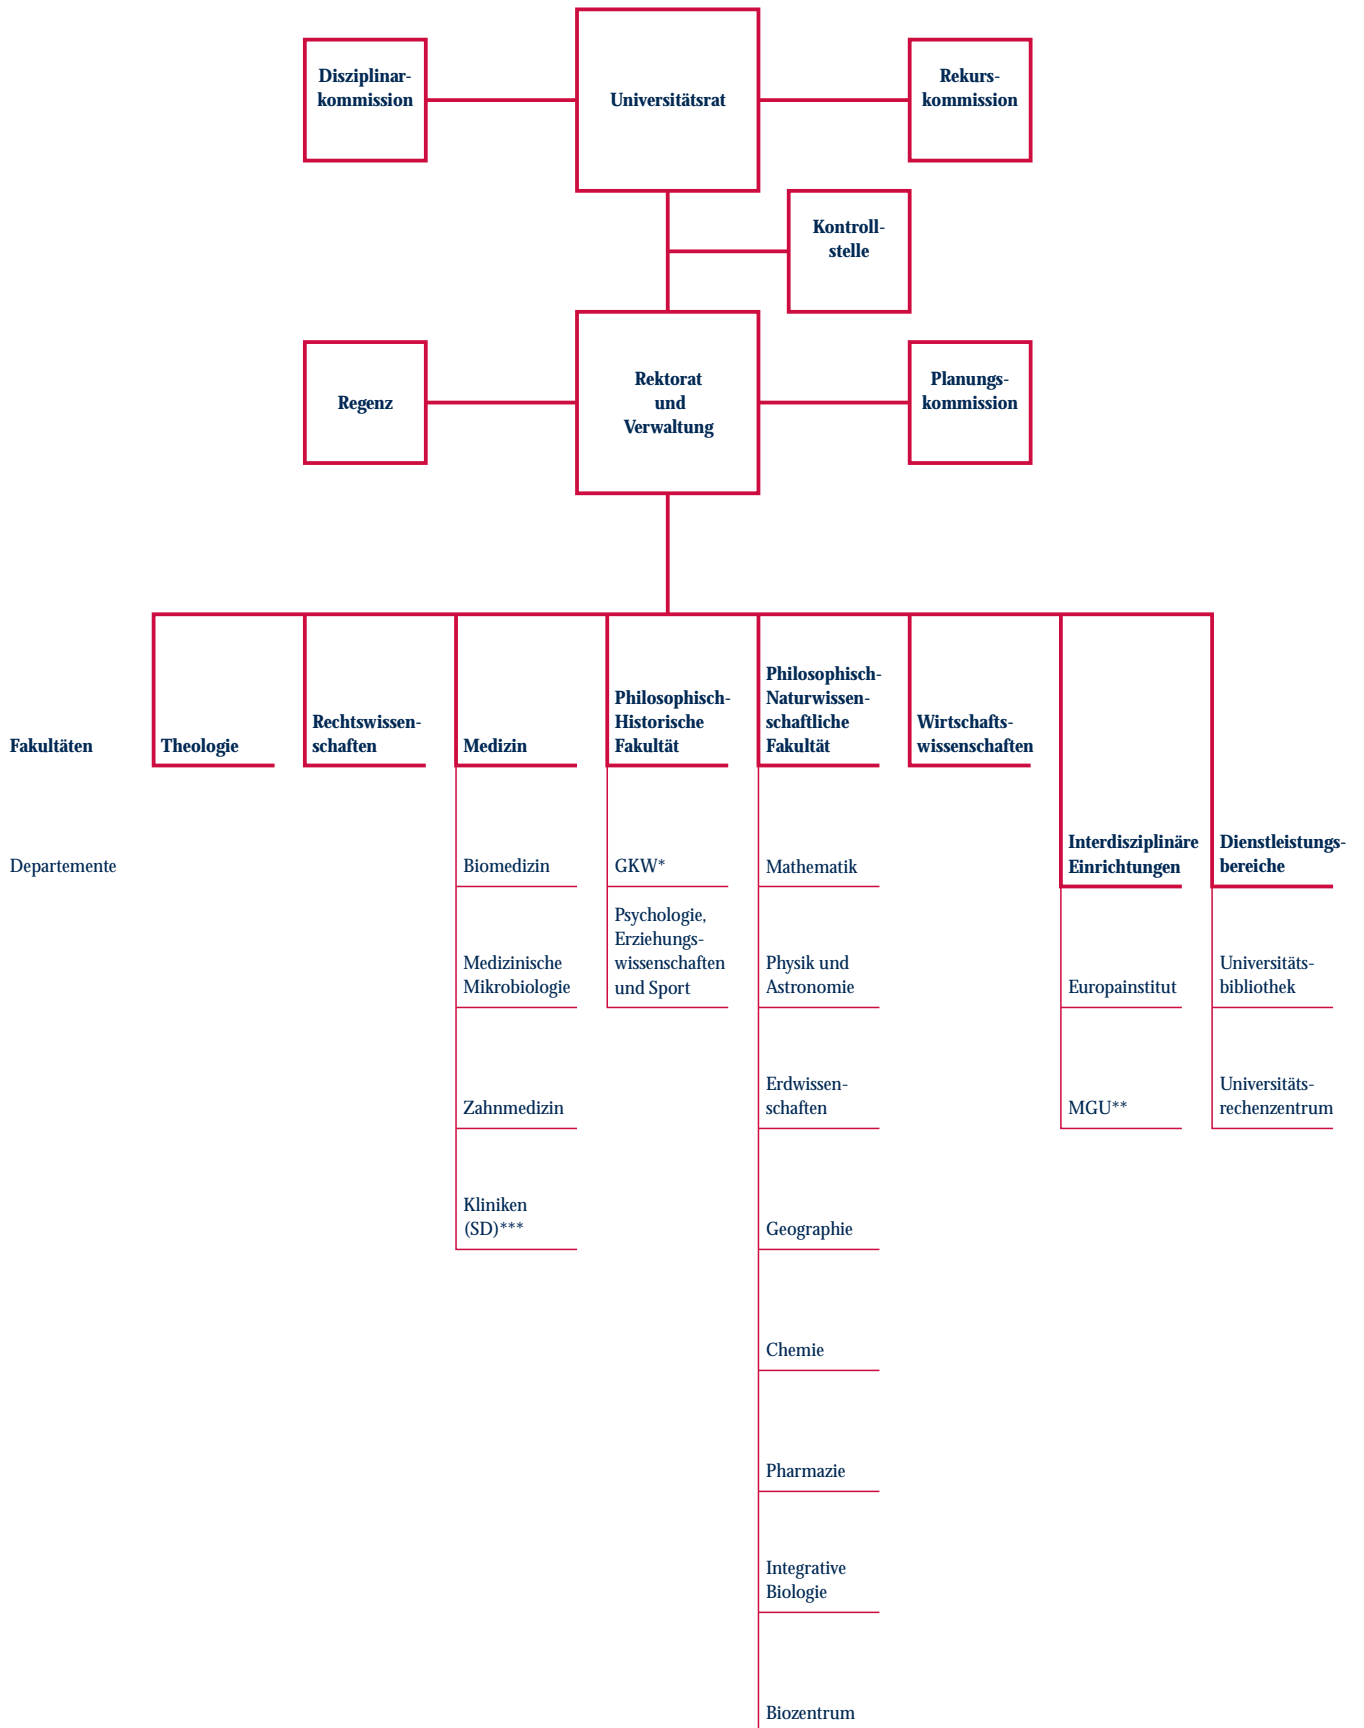 Disziplinar-
kommission
Universitätsrat
Rekurs-
kommission
Kontroll-
stelle
Regenz
Rektorat
und
Verwaltung
Planungs-
kommission
Fakultäten
Theologie
Rechtswissen-
schaften
Medizin
Philosophisch-
Historische
Fakultät
Philosophisch-
Naturwissen-
schaftliche
Fakultät
Wirtschafts-
wissenschaften
Interdisziplinäre
Einrichtungen
Dienstleistungs-
bereiche
Departemente
Biomedizin
Medizinische
Mikrobiologie
Zahnmedizin
Kliniken
(SD)***
GKW*
Psychologie,
Erziehungs-
wissenschaften
und Sport
Mathematik
Physik und
Astronomie
Erdwissen-
schaften
Geographie
Chemie
Pharmazie
Integrative
Biologie
Biozentrum
Europainstitut
MGU**
Universitäts-
bibliothek
Universitäts-
rechenzentrum